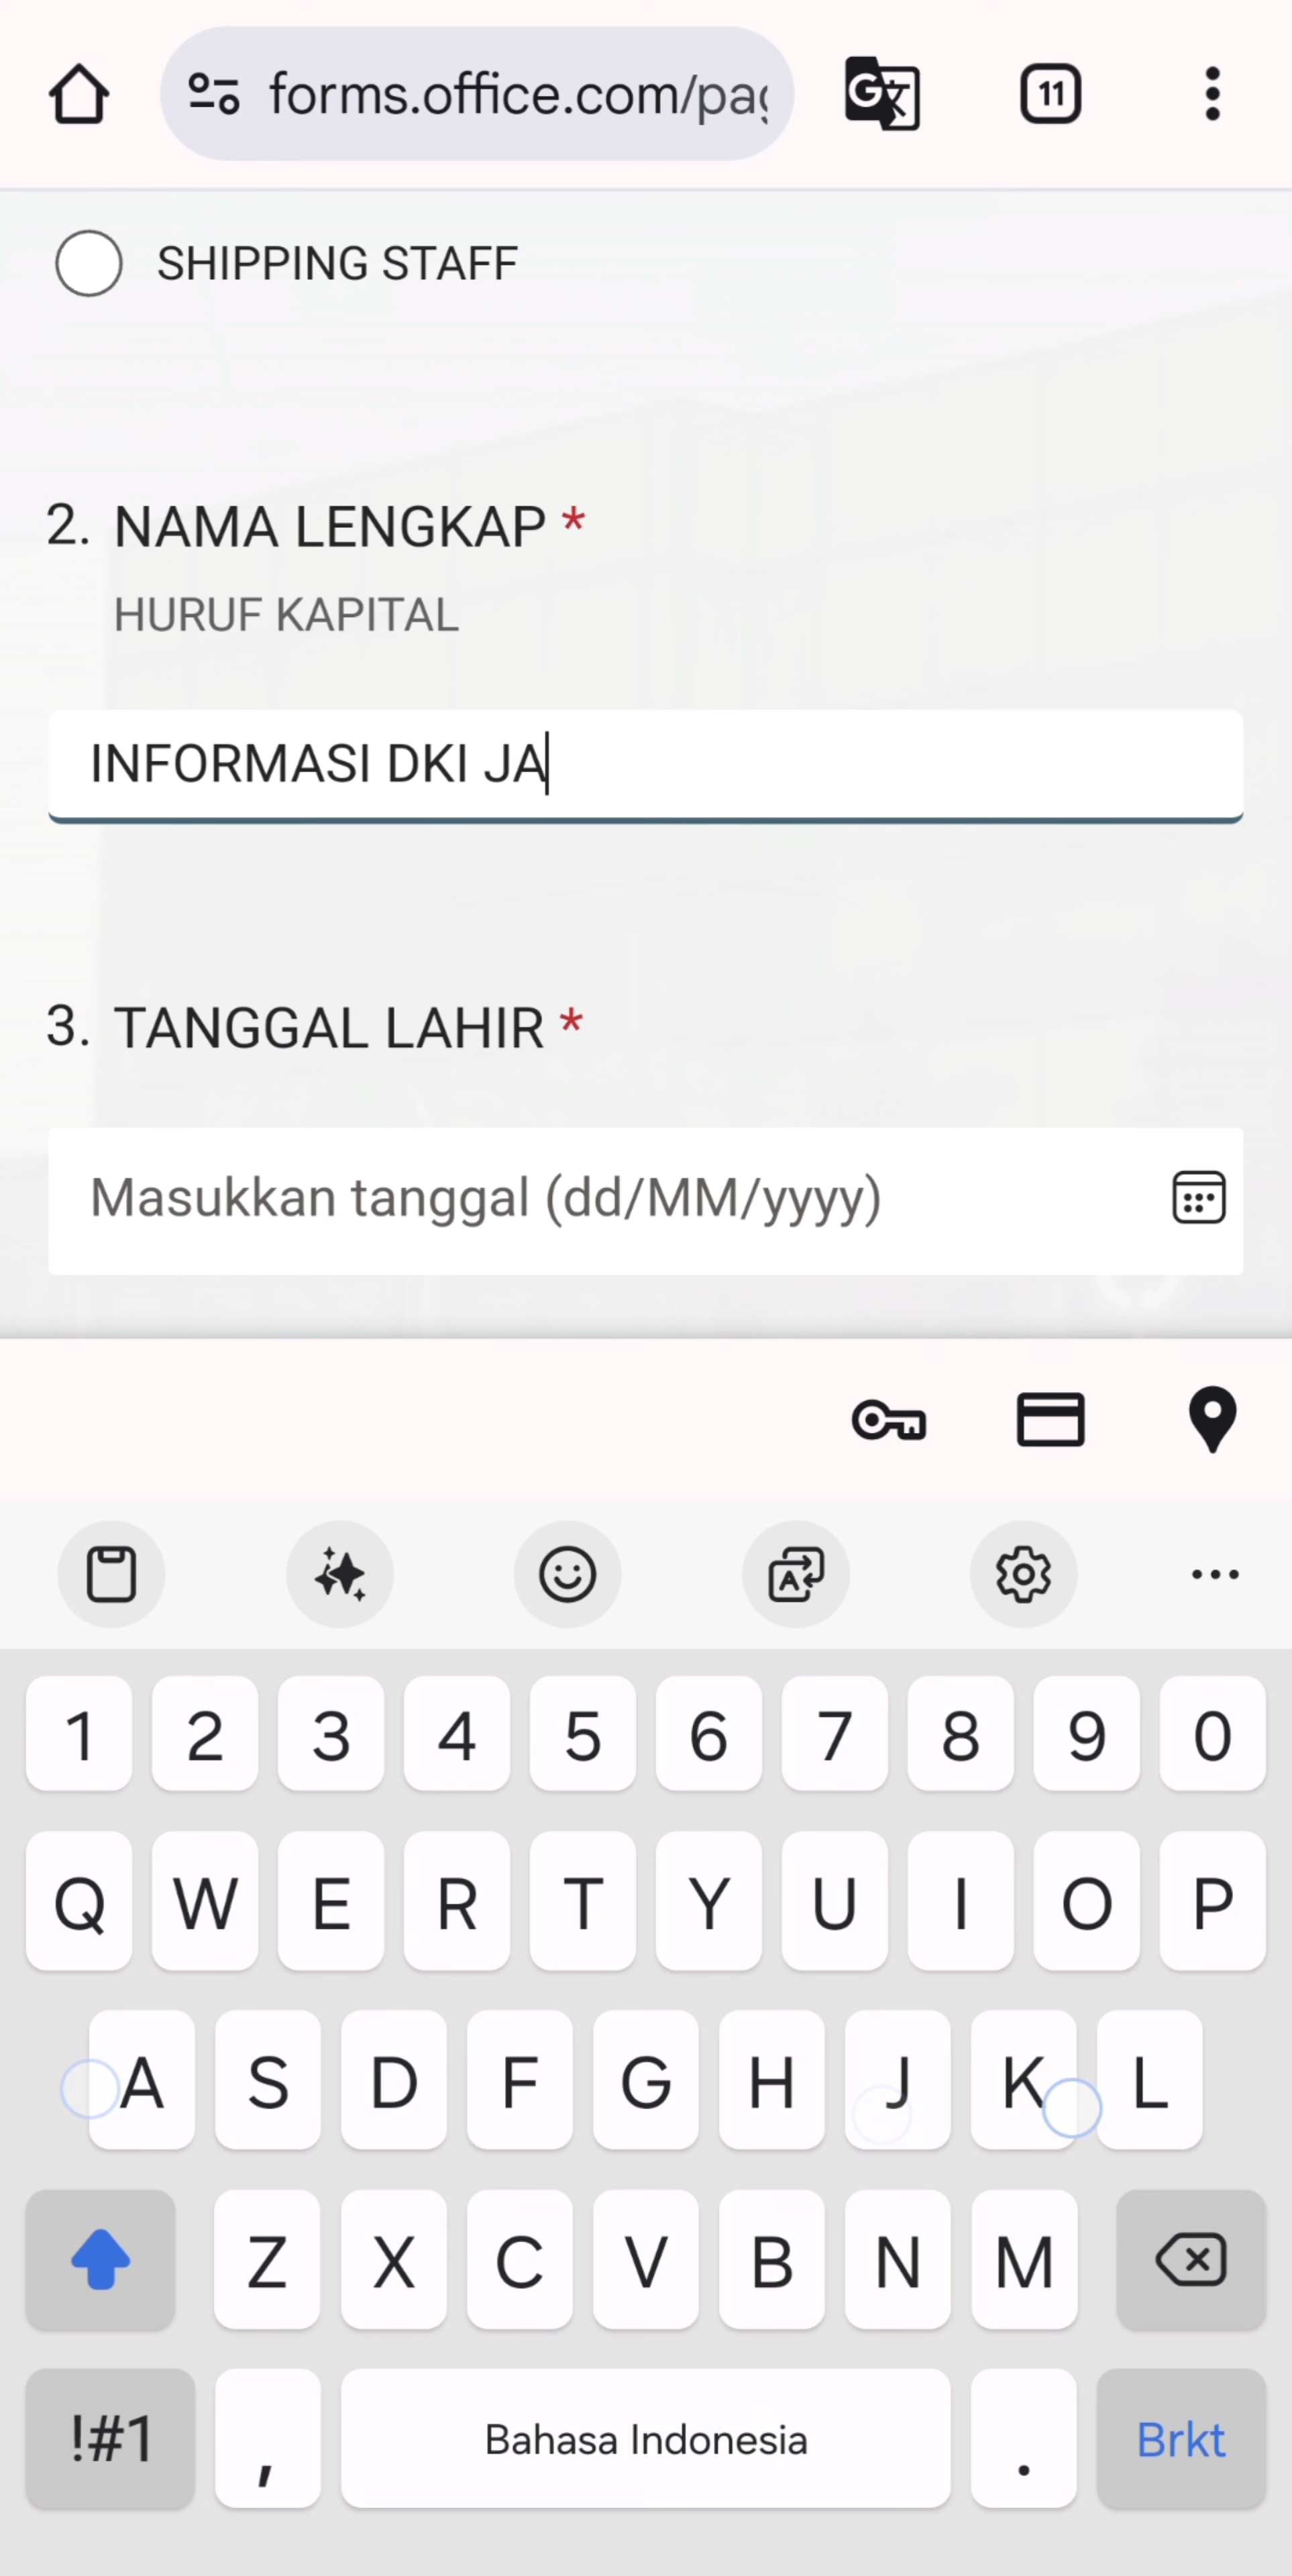 forms.office.com/pag
11
SHIPPING STAFF
2. NAMA LENGKAP *
HURUF KAPITAL
INFORMASI DKI JA
3. TANGGAL LAHIR *
Masukkan tanggal (dd/MM/yyyy)
1 2 3 4 5 6 7 8 9 0
Q W E R T Y U I O P
A S D F G H J K L
Z X C V B N M
!#1 , Bahasa Indonesia . Brkt